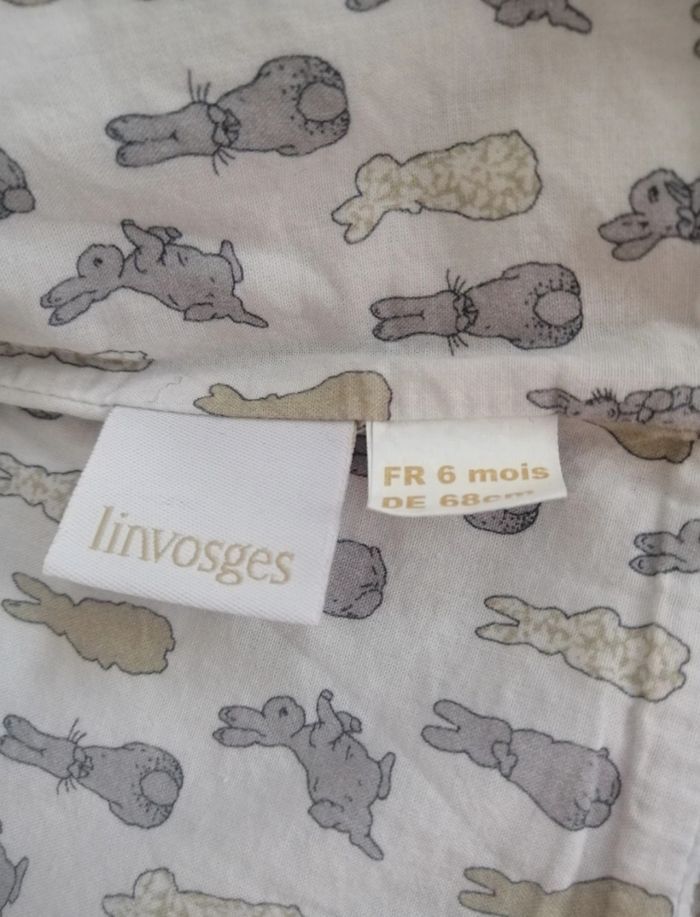 linvosges
FR 6 mois
DE 68cm